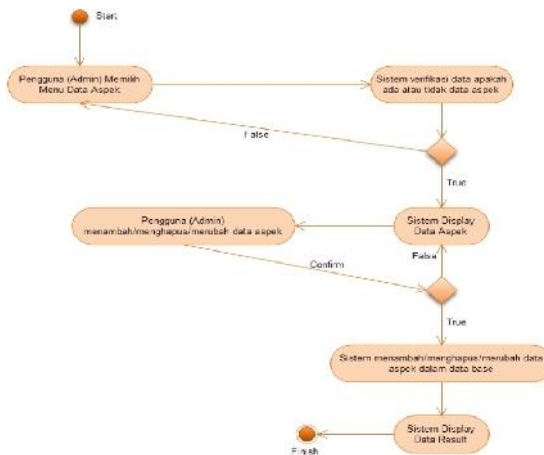 Start
Pengguna (Admin) Memilih
Menu Data Aspek
Sistem verifikasi data apakah
ada atau tidak data aspek
False
True
Pengguna (Admin)
menambah/menghapus/merubah data aspek
Sistem Display
Data Aspek
False
Confirm
True
Sistem menambah/menghapus/merubah data
aspek dalam data base
Sistem Display
Data Result
Finish